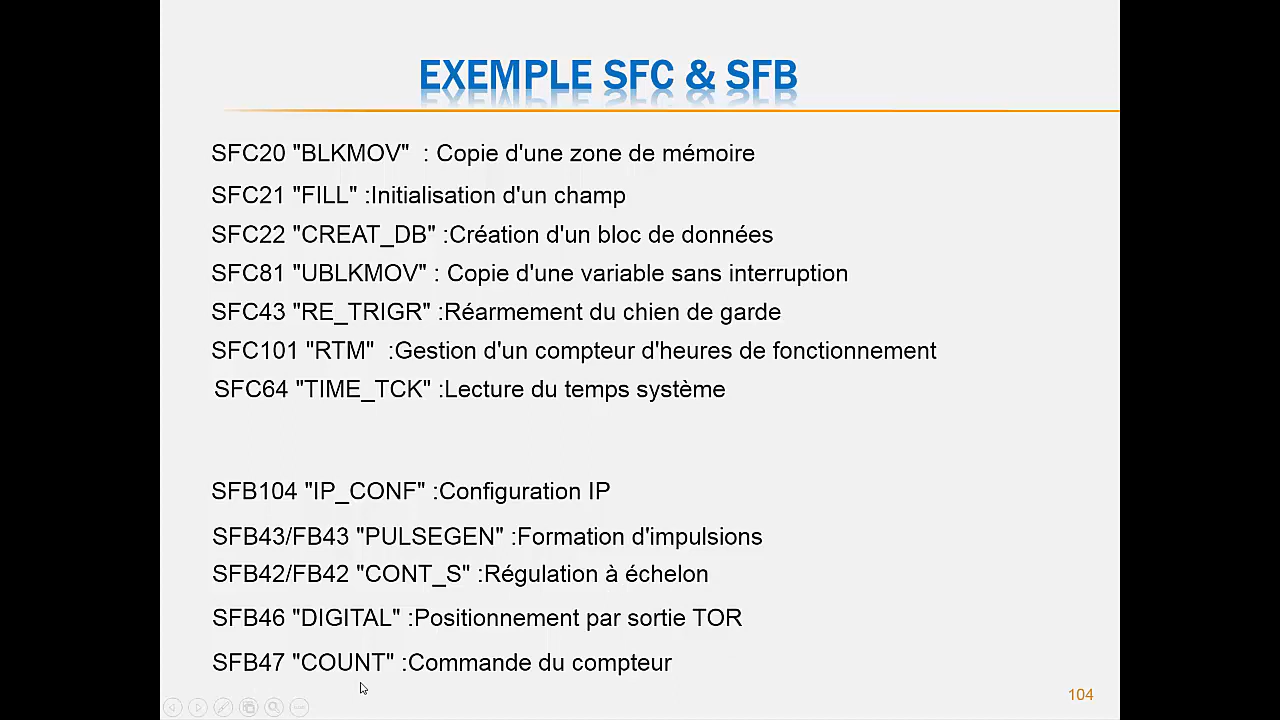 EXEMPLE SFC & SFB
SFC20 "BLKMOV" : Copie d'une zone de mémoire
SFC21 "FILL" :Initialisation d'un champ
SFC22 "CREAT_DB" :Création d'un bloc de données
SFC81 "UBLKMOV" : Copie d'une variable sans interruption
SFC43 "RE_TRIGR" :Réarmement du chien de garde
SFC101 "RTM" :Gestion d'un compteur d'heures de fonctionnement
SFC64 "TIME_TCK" :Lecture du temps système
SFB104 "IP_CONF" :Configuration IP
SFB43/FB43 "PULSEGEN" :Formation d'impulsions
SFB42/FB42 "CONT_S" :Régulation à échelon
SFB46 "DIGITAL" :Positionnement par sortie TOR
SFB47 "COUNT" :Commande du compteur
104